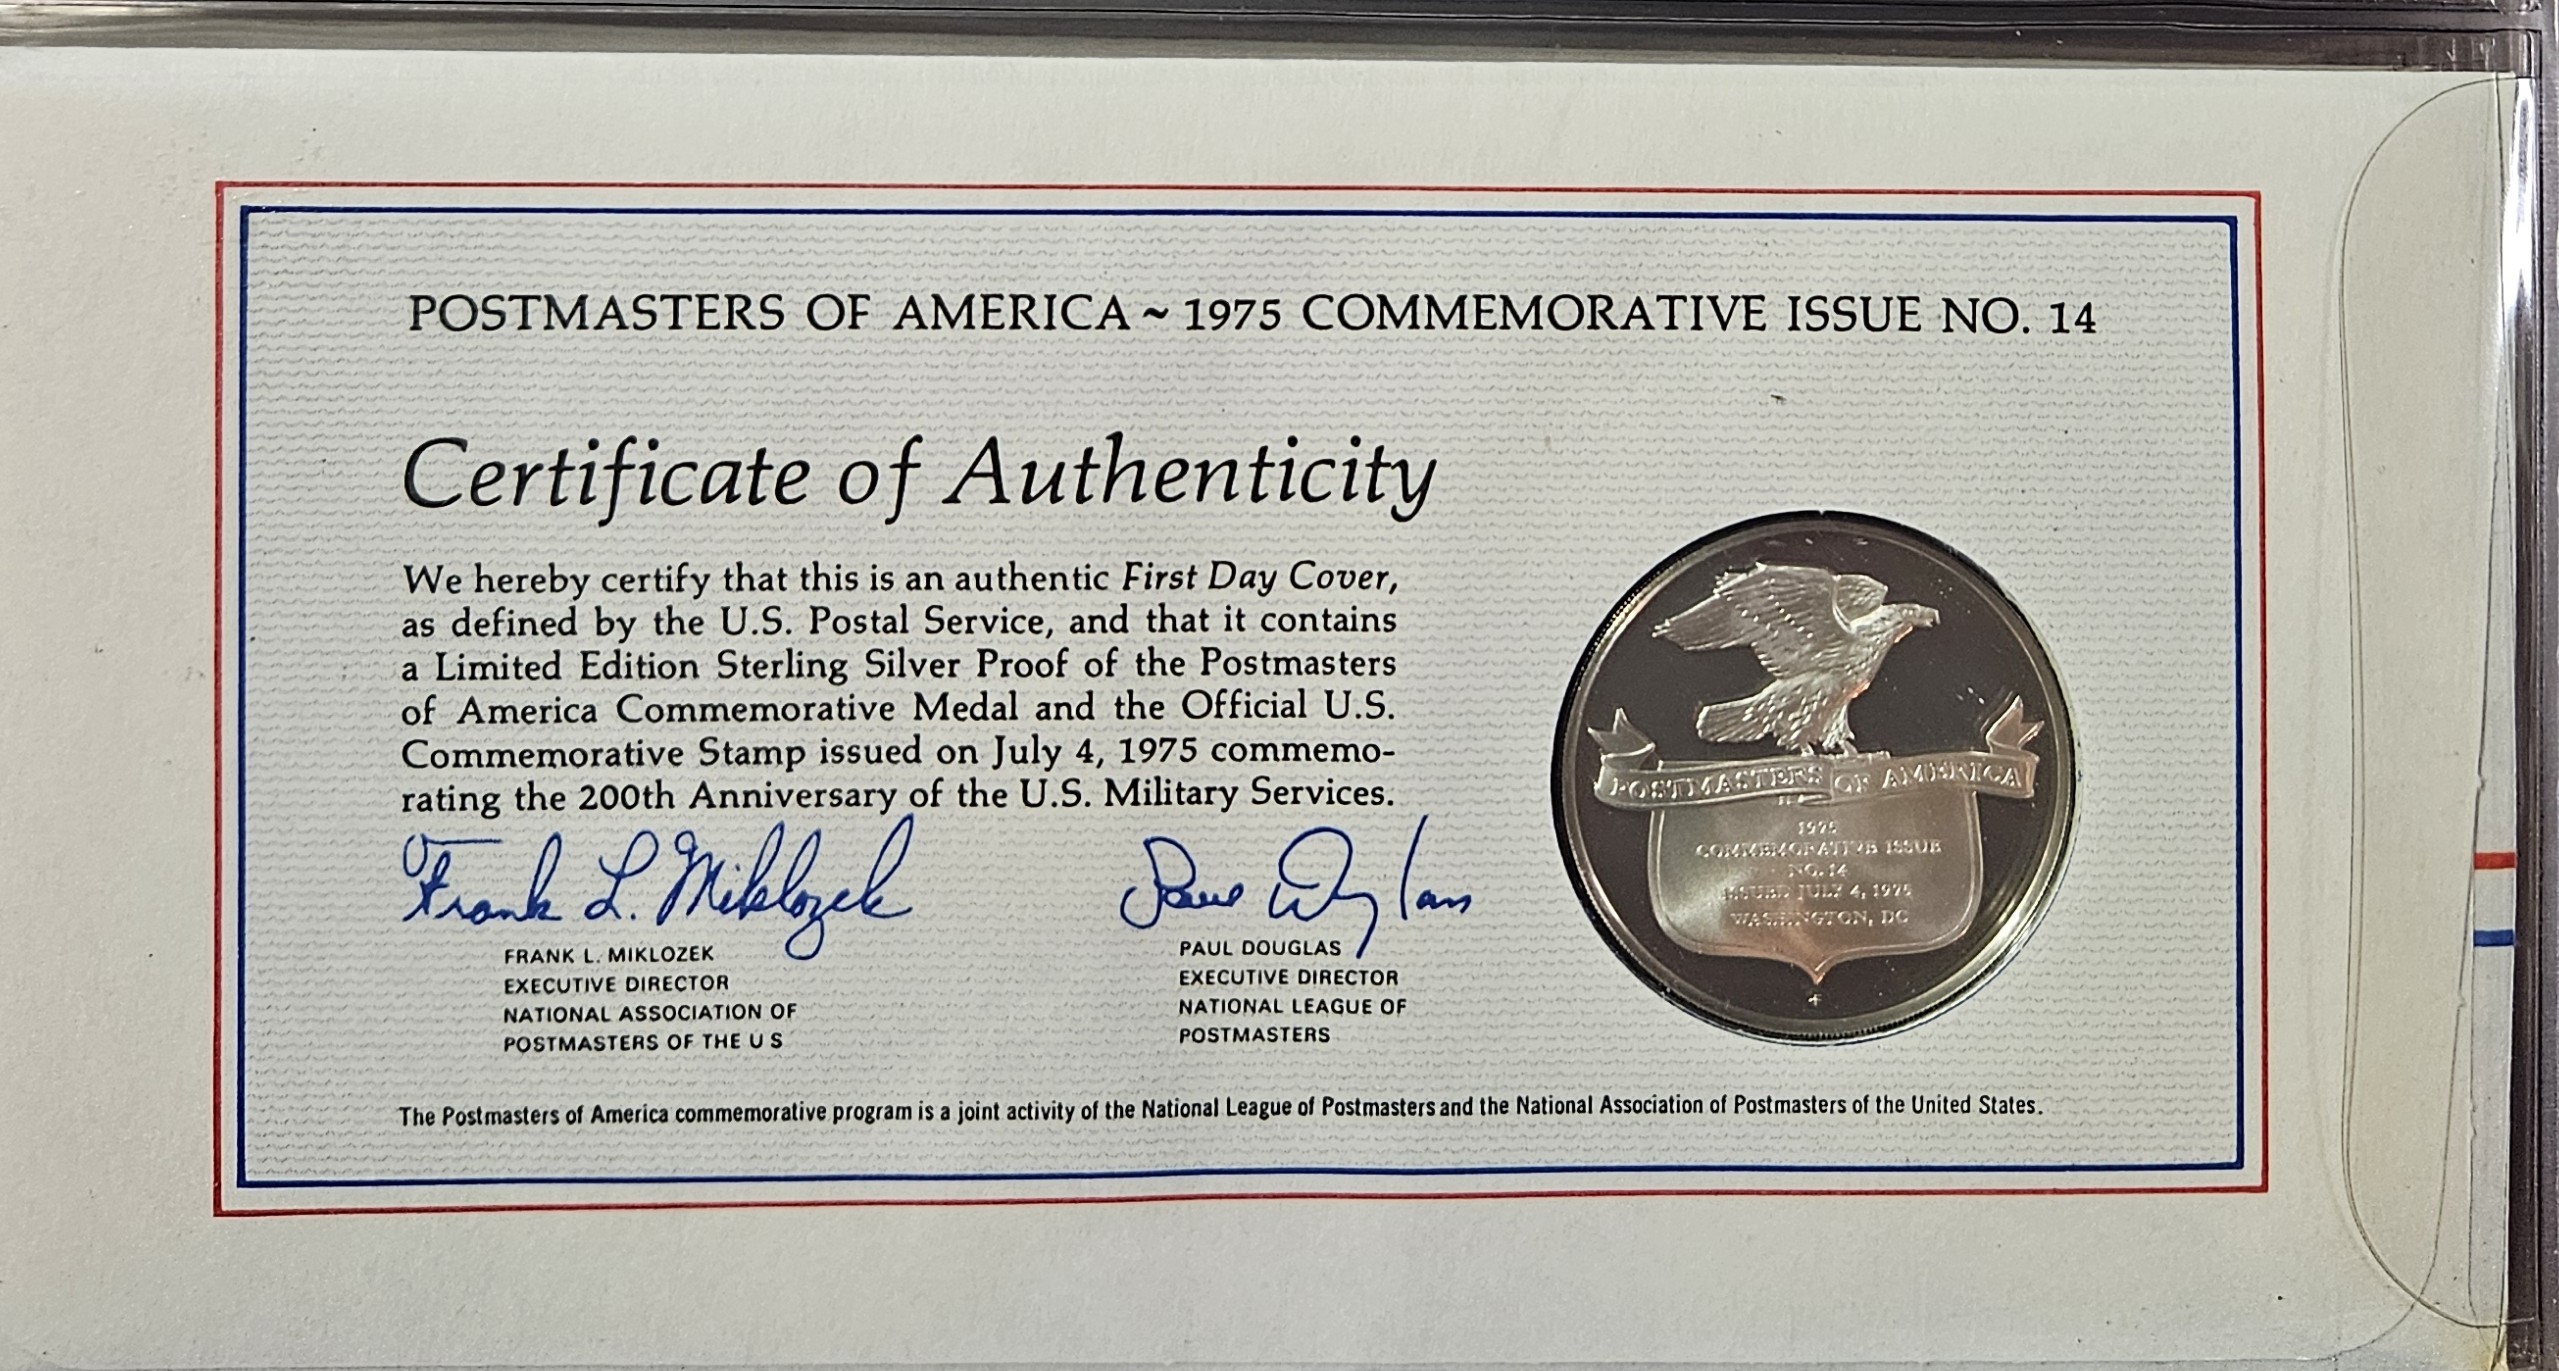 POSTMASTERS OF AMERICA ~ 1975 COMMEMORATIVE ISSUE NO. 14
Certificate of Authenticity
We hereby certify that this is an authentic First Day Cover,
as defined by the U.S. Postal Service, and that it contains
a Limited Edition Sterling Silver Proof of the Postmasters
of America Commemorative Medal and the Official U.S.
Commemorative Stamp issued on July 4, 1975 commemo-
rating the 200th Anniversary of the U.S. Military Services.
Frank L. Miklozek
FRANK L. MIKLOZEK
EXECUTIVE DIRECTOR
NATIONAL ASSOCIATION OF
POSTMASTERS OF THE U S
Paul Douglas
PAUL DOUGLAS
EXECUTIVE DIRECTOR
NATIONAL LEAGUE OF
POSTMASTERS
POSTMASTERS OF AMERICA
1975
COMMEMORATIVE ISSUE
NO. 14
ISSUED JULY 4, 1975
WASHINGTON, DC
The Postmasters of America commemorative program is a joint activity of the National League of Postmasters and the National Association of Postmasters of the United States.